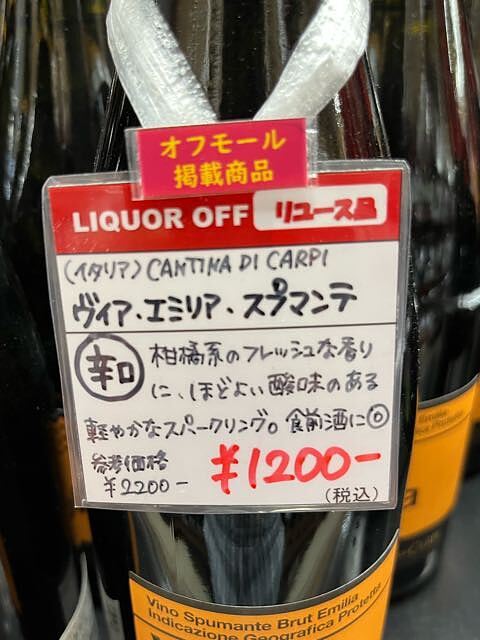 オフモール
掲載商品
LIQUOR OFF リユース品
(イタリア) CANTINA DI CARPI
ヴィア・エミリア・スプマンテ
辛口 柑橘系のフレッシュな香り
に、ほどよい酸味のある
軽やかなスパークリング。食前酒に◎
参考価格
¥2200-
¥1200-
(税込)
Vino Spumante Brut Emilia
Indicazione Geografica Protetta